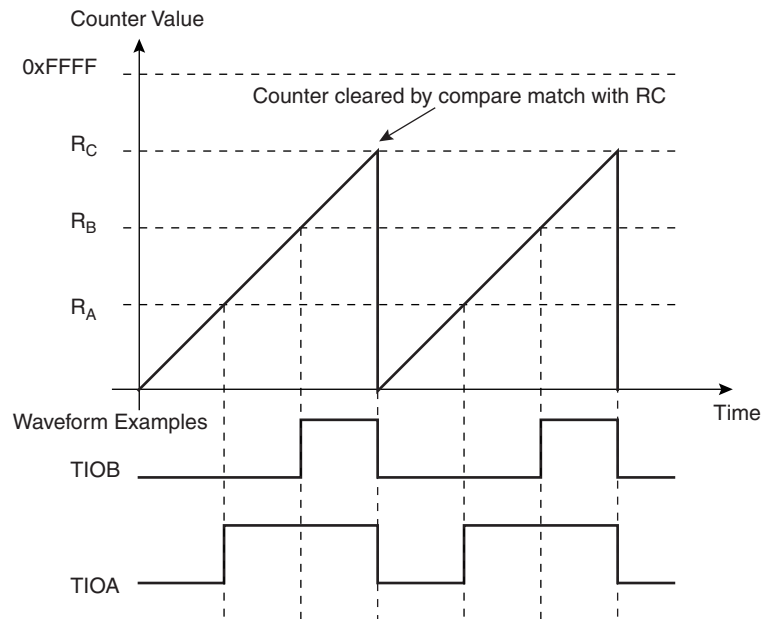 Counter Value
0xFFFF
Counter cleared by compare match with RC
RC
RB
RA
Time
Waveform Examples
TIOB
TIOA